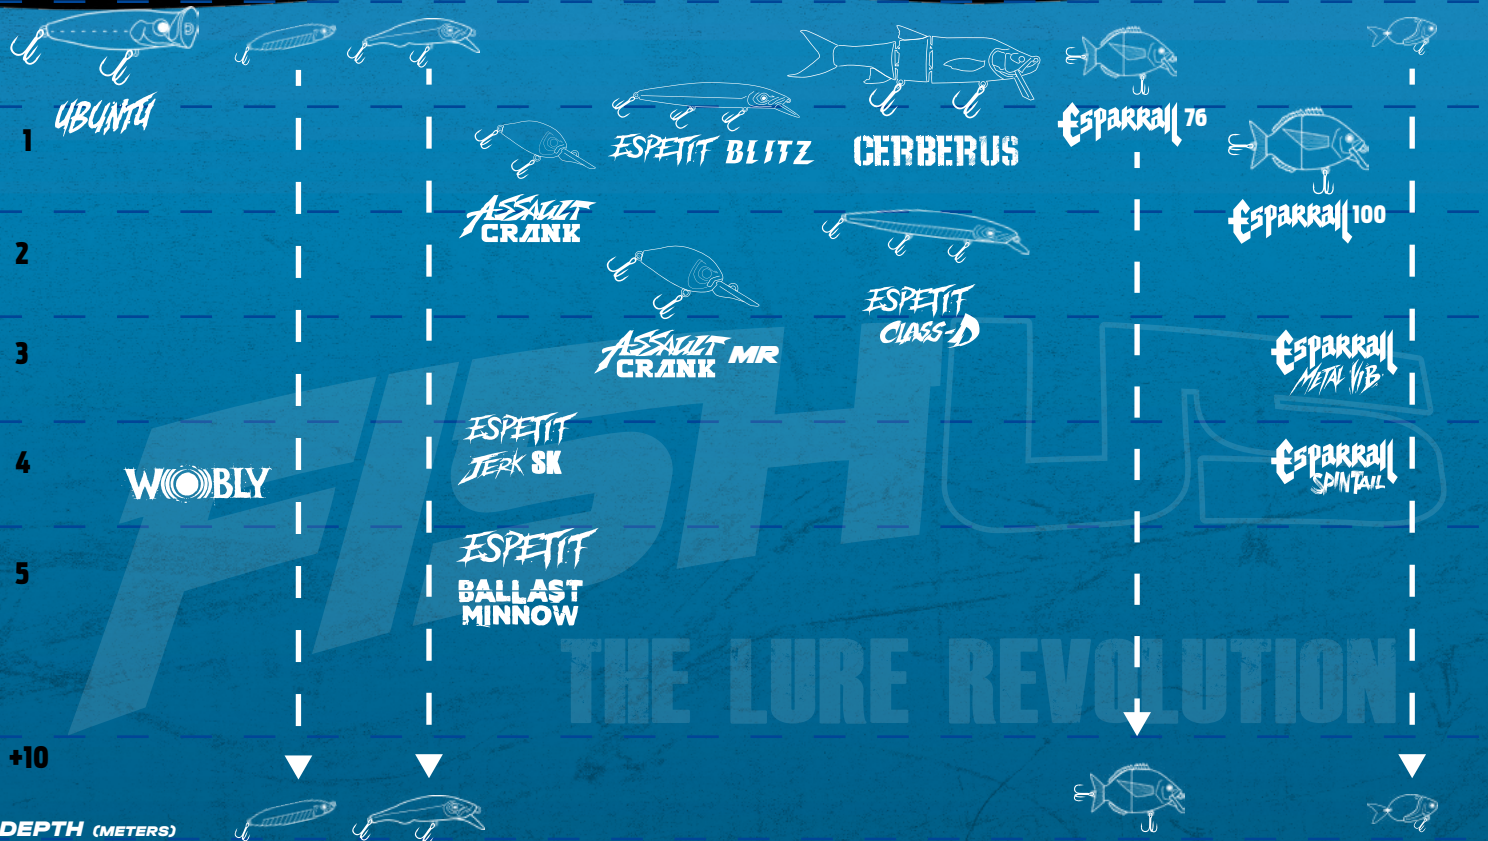 UBUNTU
1
ESPETIT BLITZ
CERBERUS
Esparrall 76
ASSAULT
CRANK
Esparrall 100
2
ESPETIT
CLASS-D
3
ASSAULT
CRANK MR
Esparrall
METAL VIB
ESPETIT
JERK SK
4
WOBLY
Esparrall
SPINTAIL
5
ESPETIT
BALLAST
MINNOW
FISHUS
THE LURE REVOLUTION
+10
DEPTH (METERS)